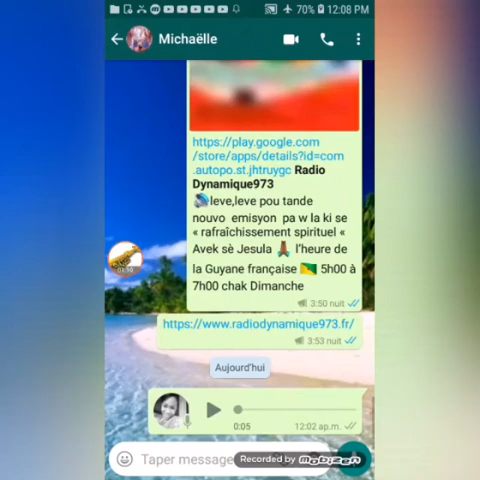 70% 12:08 PM
Michaëlle
https://play.google.com
/store/apps/details?id=com
.autopo.st.jhtruygc Radio
Dynamique973
leve,leve pou tande
nouvo emisyon pa w la ki se
« rafraîchissement spirituel «
Avek sè Jesula l'heure de
la Guyane française 5h00 à
7h00 chak Dimanche
3:50 nuit
https://www.radiodynamique973.fr/
3:53 nuit
Aujourd'hui
0:05 12:02 ap.m.
Taper message
Recorded by mobizen